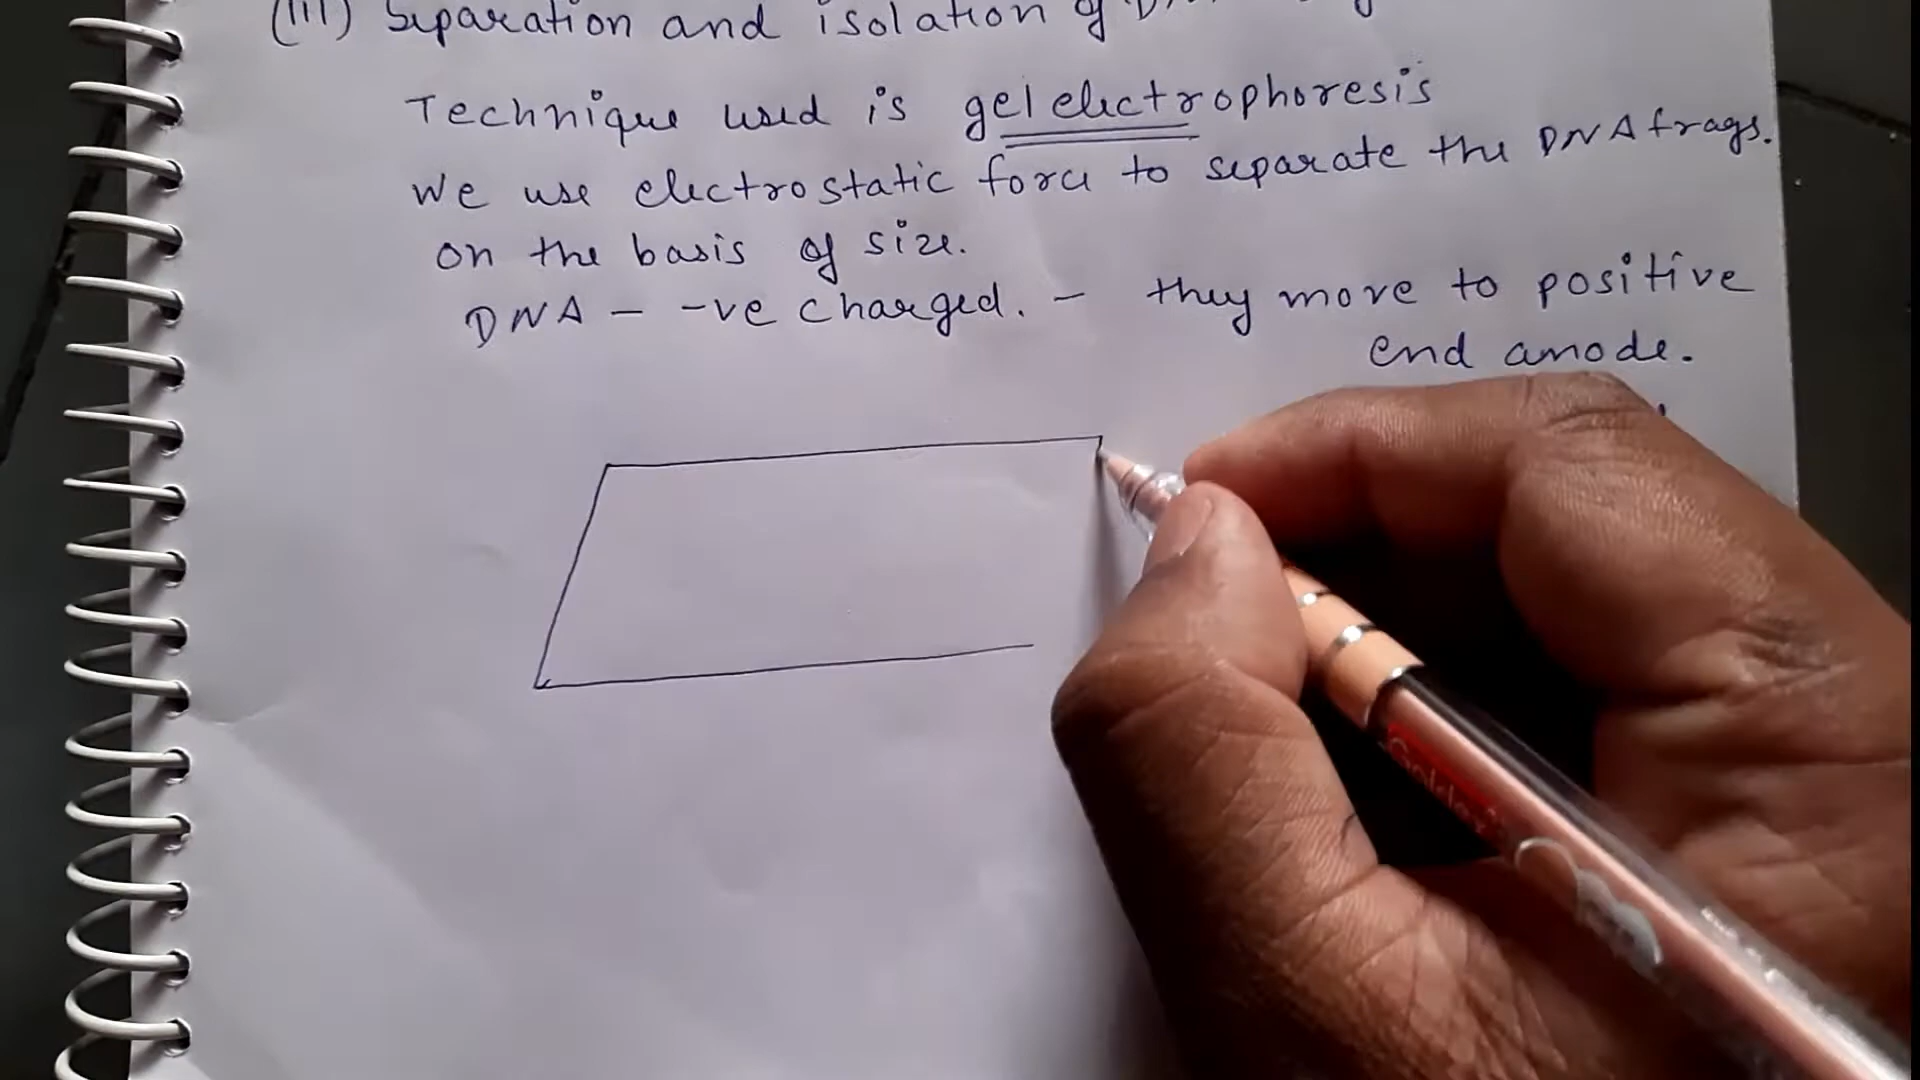 (iii) Separation and isolation of DNA
Technique used is gel electrophoresis
We use electrostatic force to separate the DNA frags.
on the basis of size.
DNA - -ve charged. - they move to positive
end anode.